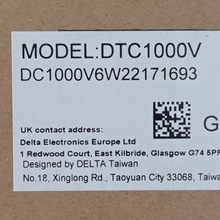 MODEL:DTC1000V
DC1000V6W22171693
UK contact address:
Delta Electronics Europe Ltd
1 Redwood Court, East Kilbride, Glasgow G74 5PF
Designed by DELTA Taiwan
No.18, Xinglong Rd., Taoyuan City 33068, Taiwan